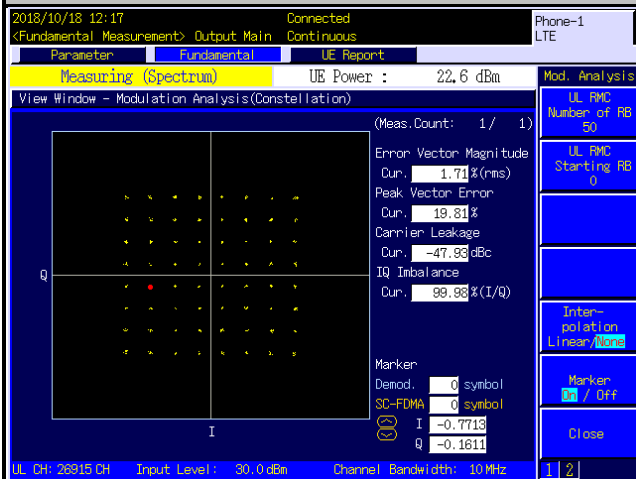 2018/10/18 12:17 Connected Phone-1
<Fundamental Measurement> Output Main Continuous LTE
Parameter Fundamental UE Report
Measuring (Spectrum) UE Power : 22.6 dBm Mod. Analysis
View Window - Modulation Analysis(Constellation)
(Meas.Count: 1/ 1)
Error Vector Magnitude
Cur. 1.71 %(rms)
Peak Vector Error
Cur. 19.81 %
Carrier Leakage
Cur. -47.93 dBc
IQ Imbalance
Cur. 99.98 %(I/Q)
Q
I
Marker
Demod. 0 symbol
SC-FDMA 0 symbol
I -0.7713
Q -0.1611
UL RMC
Number of RB
50
UL RMC
Starting RB
0
Inter-
polation
Linear/None
Marker
On / Off
Close
UL CH: 26915 CH Input Level: 30.0 dBm Channel Bandwidth: 10 MHz 1 2